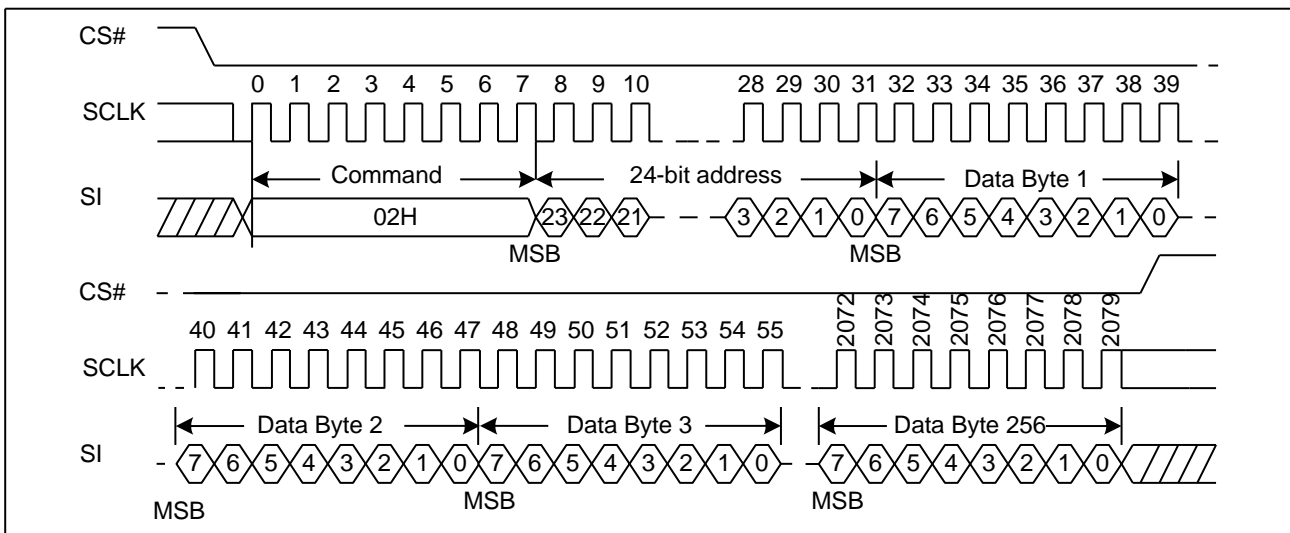 CS#
0 1 2 3 4 5 6 7 8 9 10 28 29 30 31 32 33 34 35 36 37 38 39
SCLK
Command 24-bit address Data Byte 1
SI
02H 23 22 21 3 2 1 0 7 6 5 4 3 2 1 0
MSB MSB
CS#
40 41 42 43 44 45 46 47 48 49 50 51 52 53 54 55 2072 2073 2074 2075 2076 2077 2078 2079
SCLK
Data Byte 2 Data Byte 3 Data Byte 256
SI
7 6 5 4 3 2 1 0 7 6 5 4 3 2 1 0 7 6 5 4 3 2 1 0
MSB MSB MSB